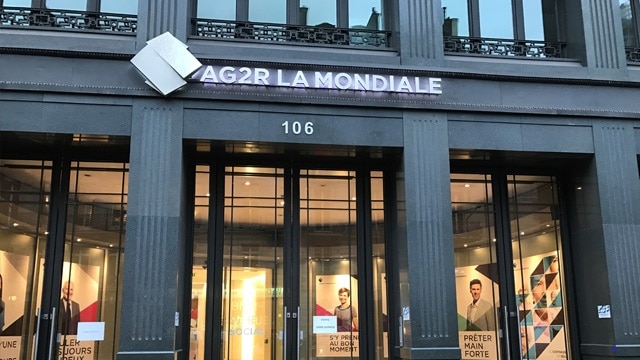 AG2R LA MONDIALE
106
S'Y PRENDRE
AU BON
MOMENT
PRÊTER
MAIN
FORTE